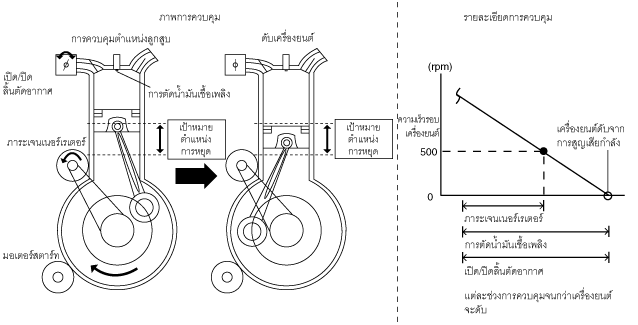 ภาพการควบคุม
การควบคุมตำแหน่งลูกสูบ
ดับเครื่องยนต์
เปิด/ปิด
ลิ้นตัดอากาศ
การตัดน้ำมันเชื้อเพลิง
เป้าหมาย
ตำแหน่ง
การหยุด
เป้าหมาย
ตำแหน่ง
การหยุด
ภาระเจนเนอร์เรเตอร์
มอเตอร์สตาร์ท
รายละเอียดการควบคุม
(rpm)
ความเร็วรอบ
เครื่องยนต์
500
0
เครื่องยนต์ดับจาก
การสูญเสียกำลัง
ภาระเจนเนอร์เรเตอร์
การตัดน้ำมันเชื้อเพลิง
เปิด/ปิดลิ้นตัดอากาศ
แต่ละช่วงการควบคุมจนกว่าเครื่องยนต์
จะดับ